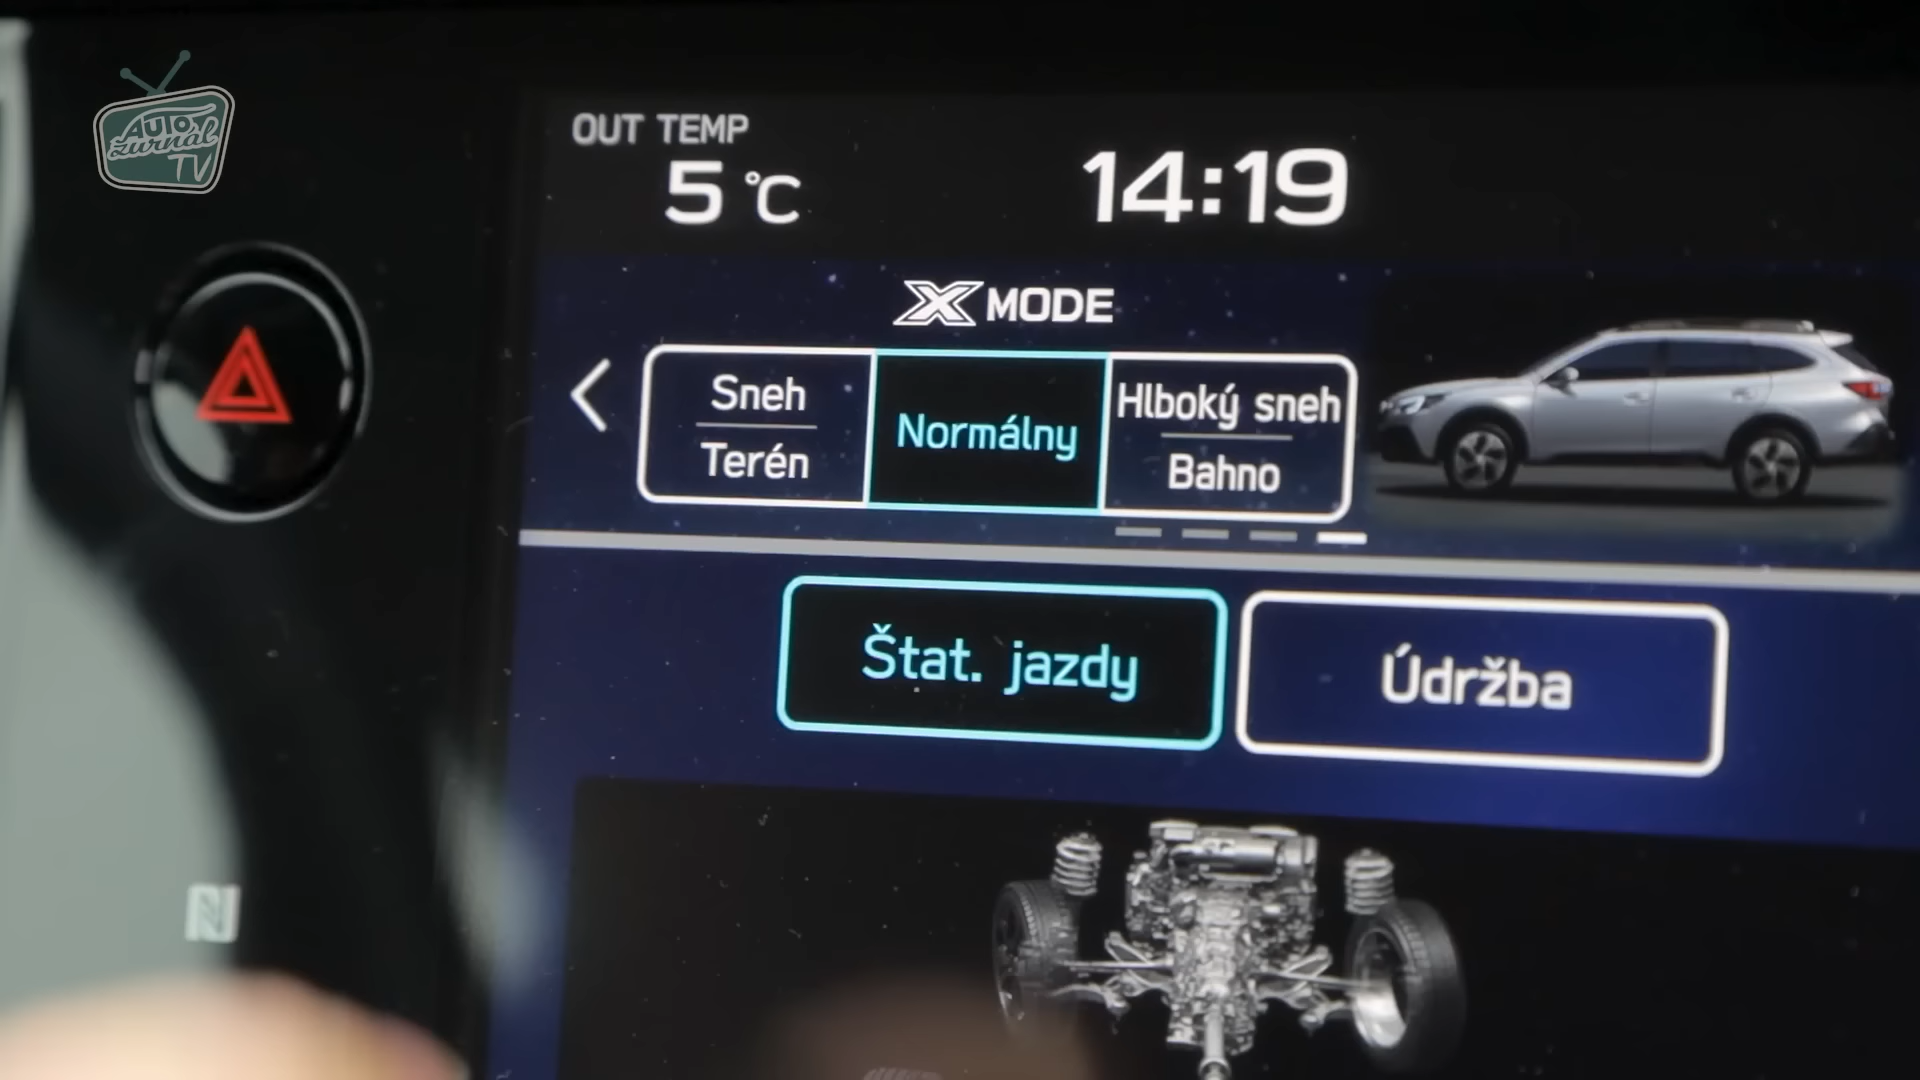 AUTO
žurnál
TV
OUT TEMP
5 °C
14:19
X MODE
Sneh
Terén
Normálny
Hlboký sneh
Bahno
Štat. jazdy
Údržba